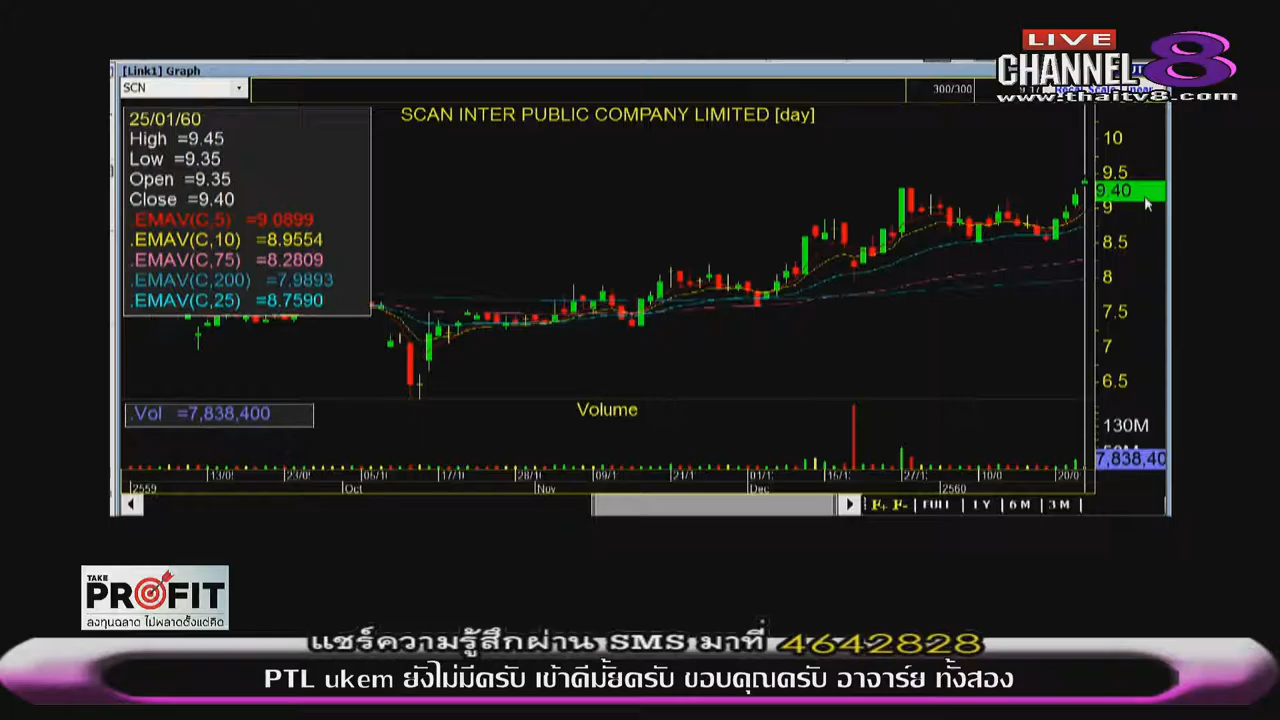 LIVE
CHANNEL 8
www.thaitv8.com
[Link1] Graph
SCN
300/300
25/01/60
High =9.45
Low =9.35
Open =9.35
Close =9.40
.EMAV(C,5) =9.0899
.EMAV(C,10) =8.9554
.EMAV(C,75) =8.2809
.EMAV(C,200) =7.9893
.EMAV(C,25) =8.7590
SCAN INTER PUBLIC COMPANY LIMITED [day]
10
9.5
9.40
9
8.5
8
7.5
7
6.5
.Vol =7,838,400
Volume
130M
7,838,40
2559 Oct Nov Dec 2560
F+ F- FULL 1 Y 6 M 3 M
TAKE
PROFIT
ลงทุนฉลาด ไม่พลาดตั้งแต่คิด
แชร์ความรู้สึกผ่าน SMS มาที่ 4642828
PTL ukem ยังไม่มีครับ เข้าดีมั้ยครับ ขอบคุณครับ อาจาร์ย ทั้งสอง